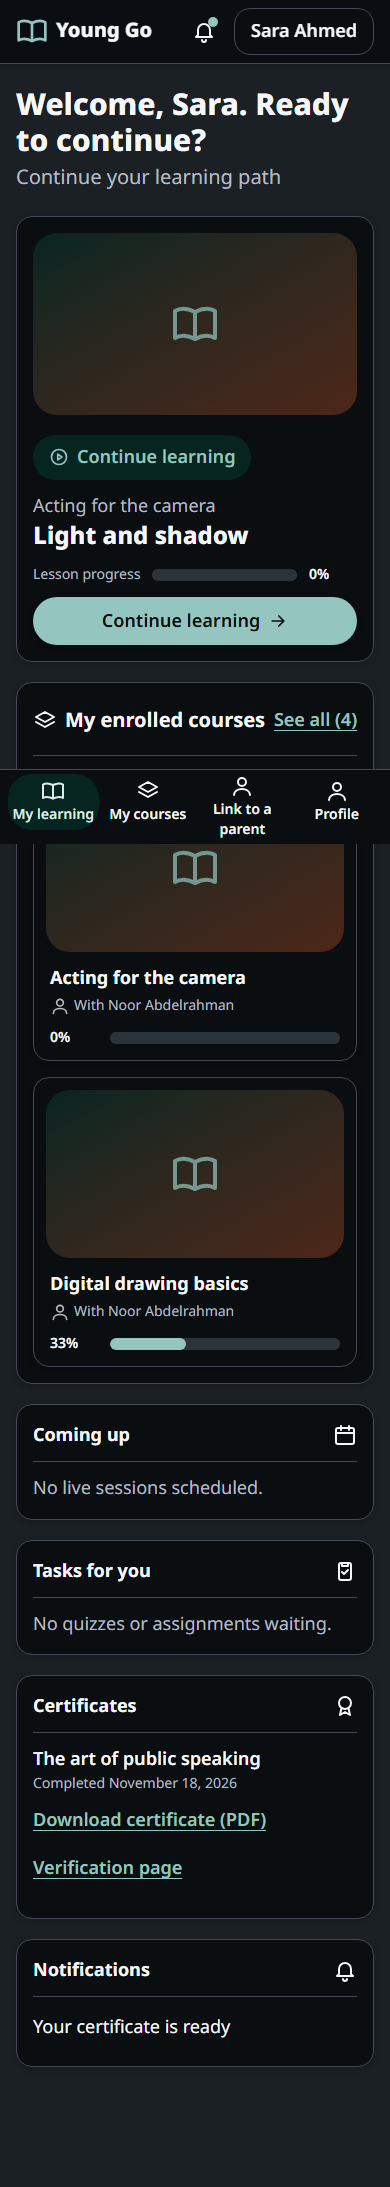 Young Go
Sara Ahmed
Welcome, Sara. Ready
to continue?
Continue your learning path
Continue learning
Acting for the camera
Light and shadow
Lesson progress 0%
Continue learning
My enrolled courses See all (4)
My learning My courses Link to a parent Profile
Acting for the camera
With Noor Abdelrahman
0%
Digital drawing basics
With Noor Abdelrahman
33%
Coming up
No live sessions scheduled.
Tasks for you
No quizzes or assignments waiting.
Certificates
The art of public speaking
Completed November 18, 2026
Download certificate (PDF)
Verification page
Notifications
Your certificate is ready